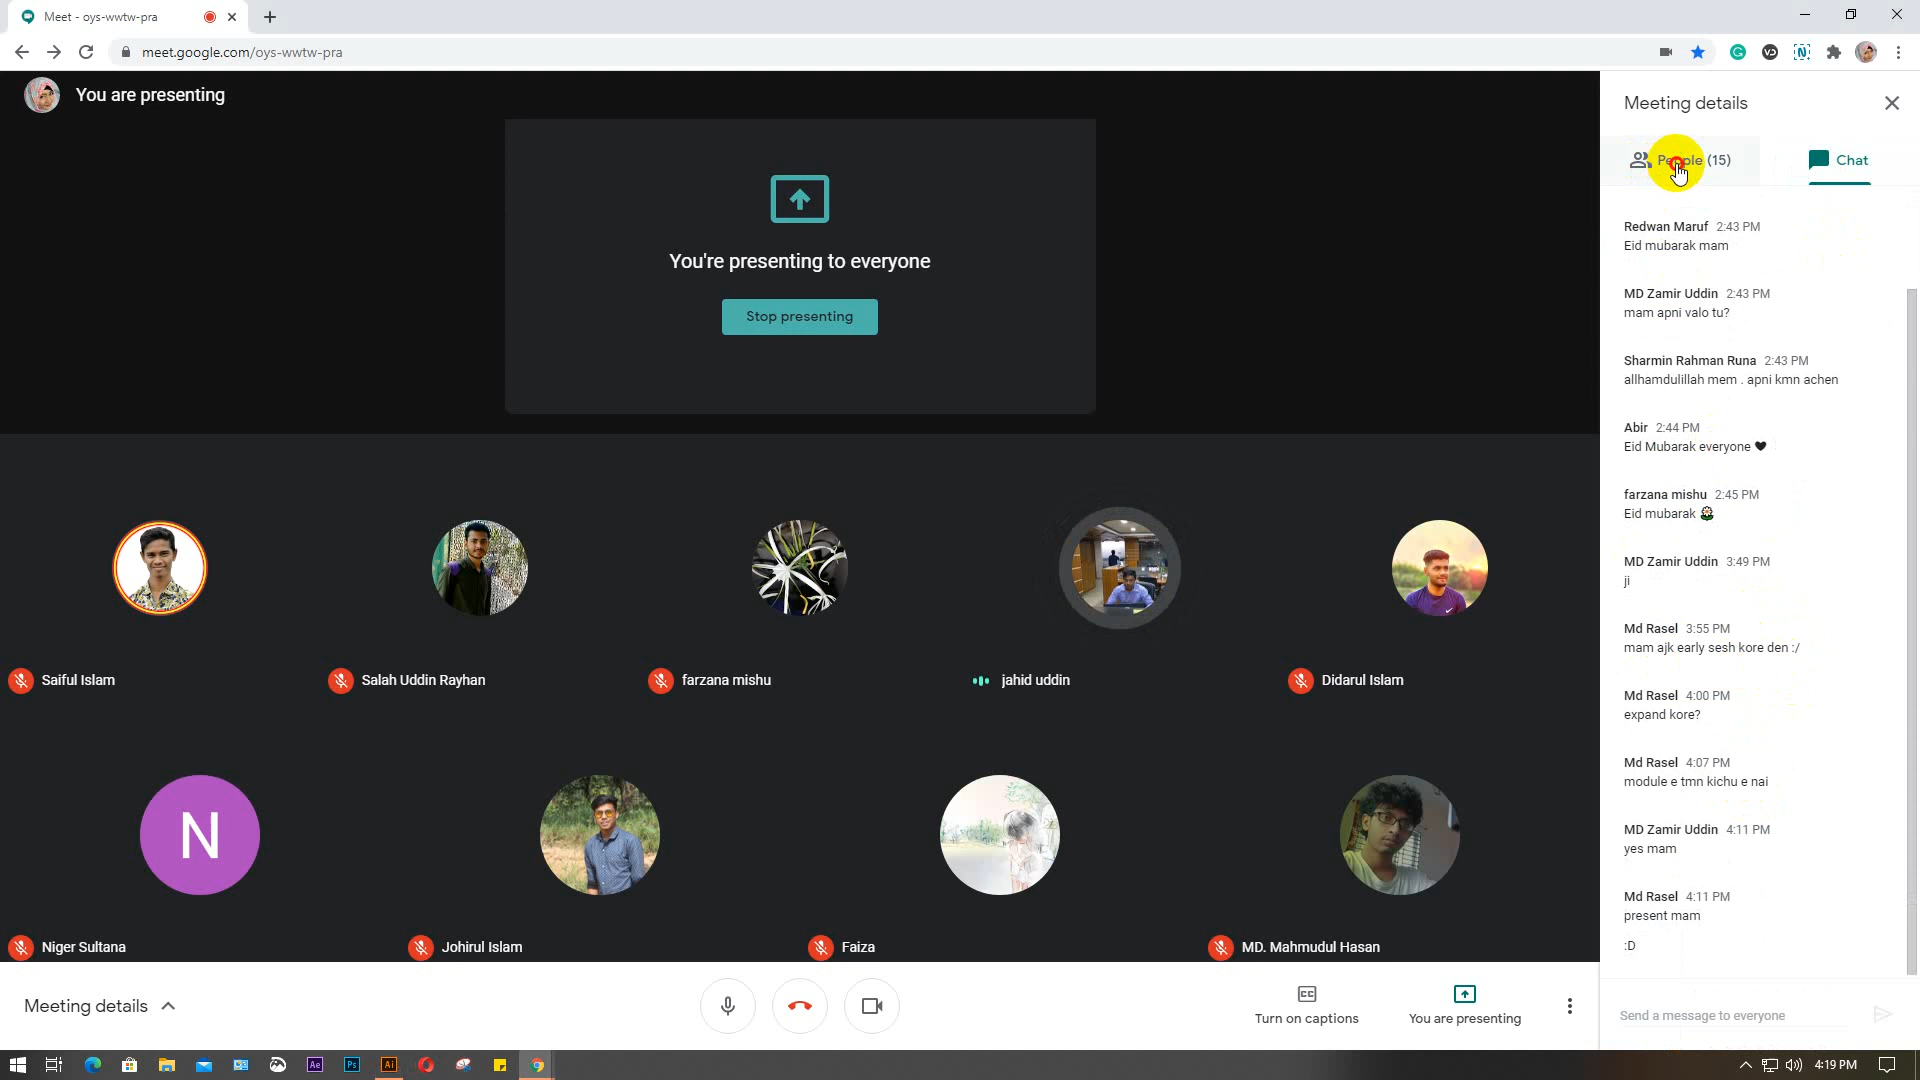 Meet - oys-wwtw-pra
meet.google.com/oys-wwtw-pra
You are presenting
You're presenting to everyone
Stop presenting
Saiful Islam
Salah Uddin Rayhan
farzana mishu
jahid uddin
Didarul Islam
N
Niger Sultana
Johirul Islam
Faiza
MD. Mahmudul Hasan
Meeting details
Turn on captions
You are presenting
Meeting details
People (15)
Chat
Redwan Maruf 2:43 PM
Eid mubarak mam
MD Zamir Uddin 2:43 PM
mam apni valo tu?
Sharmin Rahman Runa 2:43 PM
allhamdulillah mem . apni kmn achen
Abir 2:44 PM
Eid Mubarak everyone 🖤
farzana mishu 2:45 PM
Eid mubarak
MD Zamir Uddin 3:49 PM
ji
Md Rasel 3:55 PM
mam ajk early sesh kore den :/
Md Rasel 4:00 PM
expand kore?
Md Rasel 4:07 PM
module e tmn kichu e nai
MD Zamir Uddin 4:11 PM
yes mam
Md Rasel 4:11 PM
present mam
:D
Send a message to everyone
Ae
Ps
Ai
4:19 PM